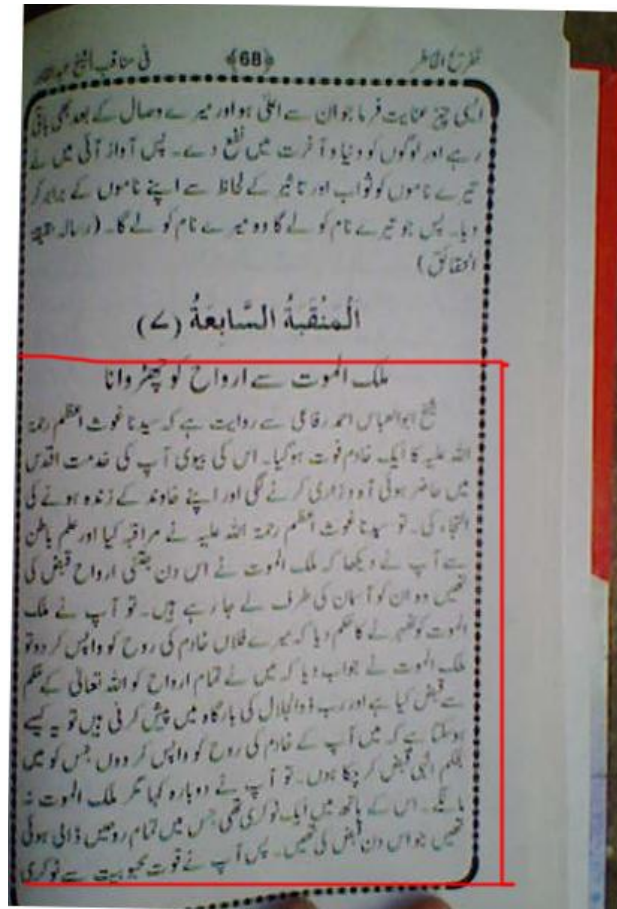 تفریح الخاطر ﴿68﴾ فی مناقب الشیخ عبدالقادر
ایسی چیز عنایت فرما جو ان سے اعلیٰ ہو اور میرے وصال کے بعد بھی باقی
رہے اور لوگوں کو دنیا و آخرت میں نفع دے۔ پس آواز آئی میں نے
تیرے ناموں کو ثواب اور تاثیر کے لحاظ سے اپنے ناموں کے برابر کر
دیا۔ پس جو تیرے نام کو لے گا وہ میرے نام کو لے گا۔ (رسالہ حقیقۃ
الحقائق)
اَلْمَنْقَبَةُ السَّابِعَةُ (۷)
ملک الموت سے ارواح کو چھڑوانا
شیخ ابوالعباس احمد رفاعی سے روایت ہے کہ سیدنا غوث اعظم رحمۃ
اللہ علیہ کا ایک خادم فوت ہوگیا۔ اس کی بیوی آپ کی خدمت اقدس
میں حاضر ہوئی آہ و زاری کرنے لگی اور اپنے خاوند کے زندہ ہونے کی
التجاء کی۔ تو سیدنا غوث اعظم رحمۃ اللہ علیہ نے مراقبہ کیا اور علم باطن
سے آپ نے دیکھا کہ ملک الموت نے اس دن جتنی ارواح قبض کی
تھیں وہ ان کو آسمان کی طرف لے جا رہے ہیں۔ تو آپ نے ملک
الموت کو ٹھہرنے کا حکم دیا کہ میرے فلاں خادم کی روح کو واپس کر دو تو
ملک الموت نے جواب دیا کہ میں نے تمام ارواح کو اللہ تعالیٰ کے حکم
سے قبض کیا ہے اور رب ذوالجلال کی بارگاہ میں پیش کرنی ہیں تو یہ کیسے
ہوسکتا ہے کہ میں آپ کے خادم کی روح کو واپس کر دوں جس کو میں
بحکم الٰہی قبض کر چکا ہوں۔ تو آپ نے دوبارہ کہا مگر ملک الموت نہ
مانے۔ اس کے ہاتھ میں ایک ٹوکری تھی جس میں تمام روحیں ڈالی ہوئی
تھیں جو اس دن قبض کی تھیں۔ پس آپ نے قوت محبوبیت سے ٹوکری